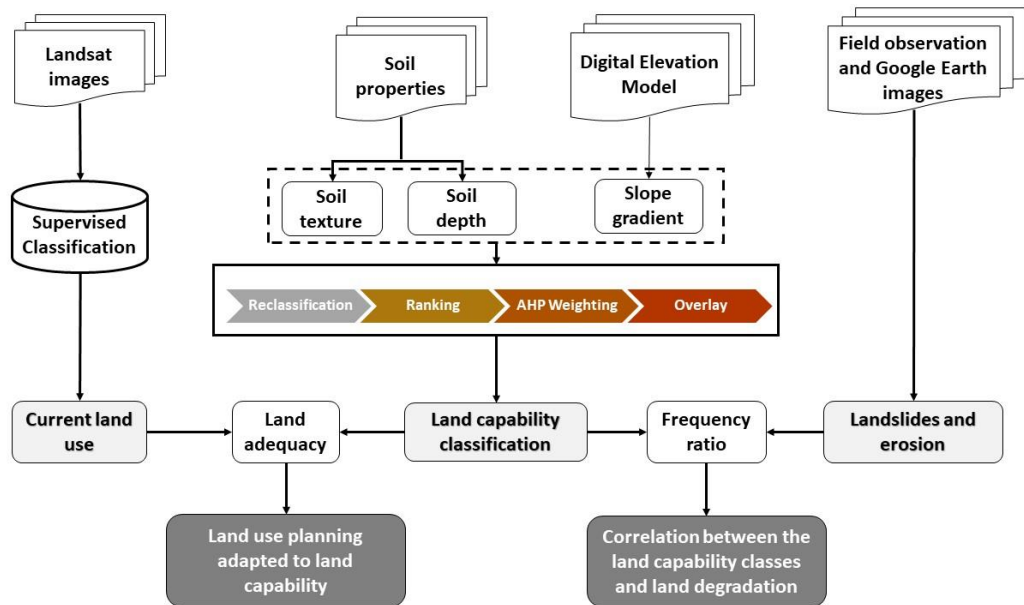 Landsat
images
Soil
properties
Digital Elevation
Model
Field observation
and Google Earth
images
Soil
texture
Soil
depth
Slope
gradient
Supervised
Classification
Reclassification
Ranking
AHP Weighting
Overlay
Current land
use
Land
adequacy
Land capability
classification
Frequency
ratio
Landslides and
erosion
Land use planning
adapted to land
capability
Correlation between the
land capability classes
and land degradation